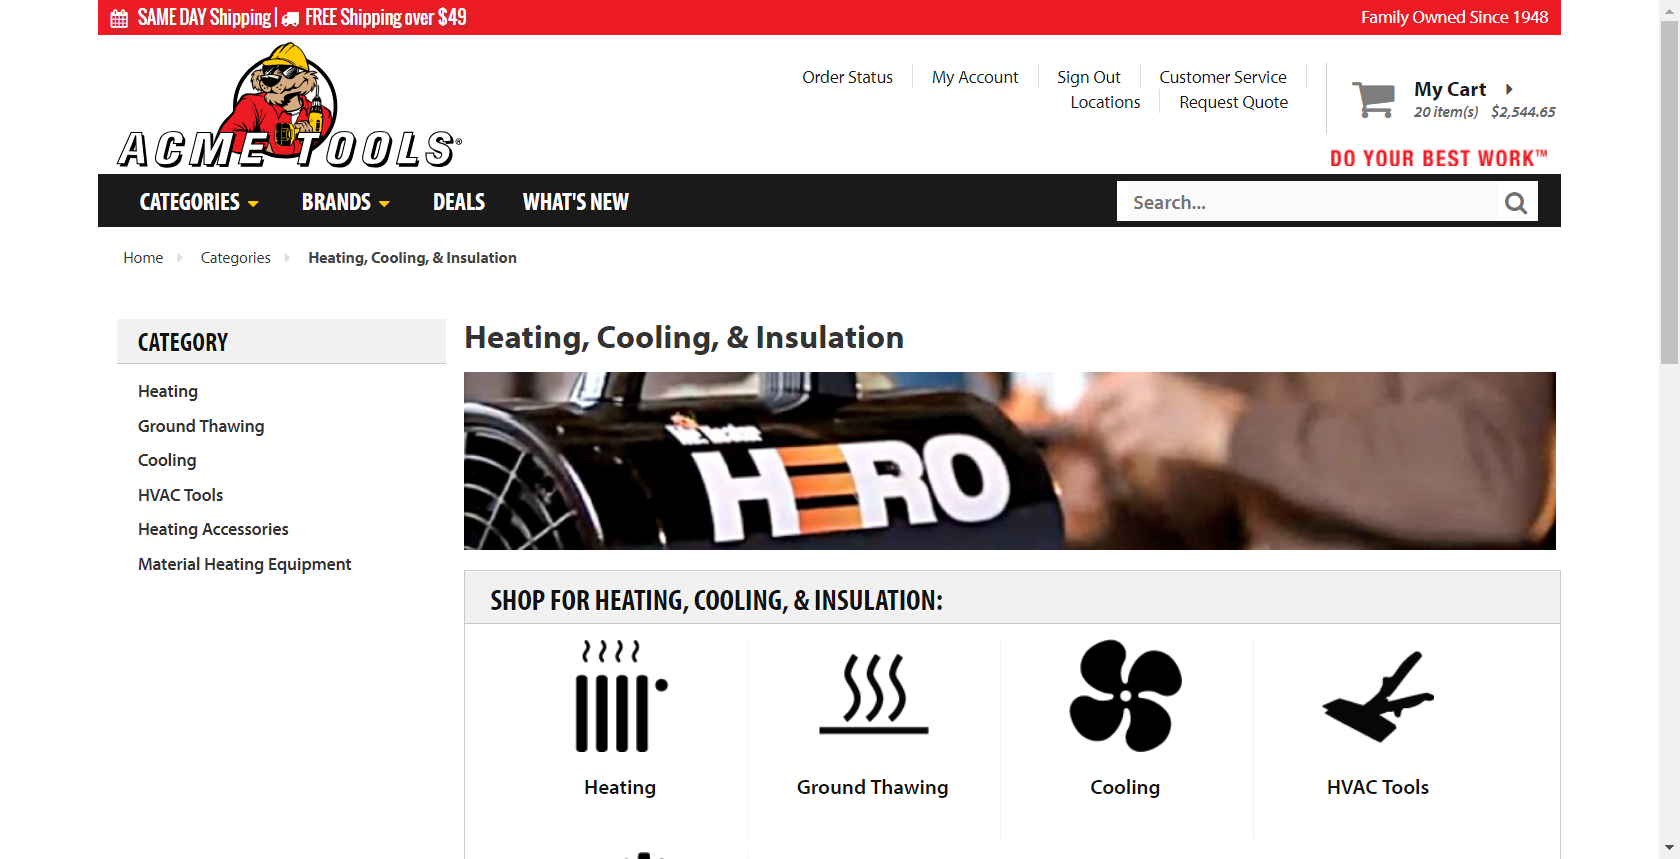 SAME DAY Shipping | FREE Shipping over $49
Family Owned Since 1948
ACME TOOLS®
Order Status
My Account
Sign Out
Customer Service
Locations
Request Quote
My Cart
20 item(s) $2,544.65
DO YOUR BEST WORK™
CATEGORIES
BRANDS
DEALS
WHAT'S NEW
Search...
Home
Categories
Heating, Cooling, & Insulation
CATEGORY
Heating
Ground Thawing
Cooling
HVAC Tools
Heating Accessories
Material Heating Equipment
Heating, Cooling, & Insulation
HERO
SHOP FOR HEATING, COOLING, & INSULATION:
Heating
Ground Thawing
Cooling
HVAC Tools